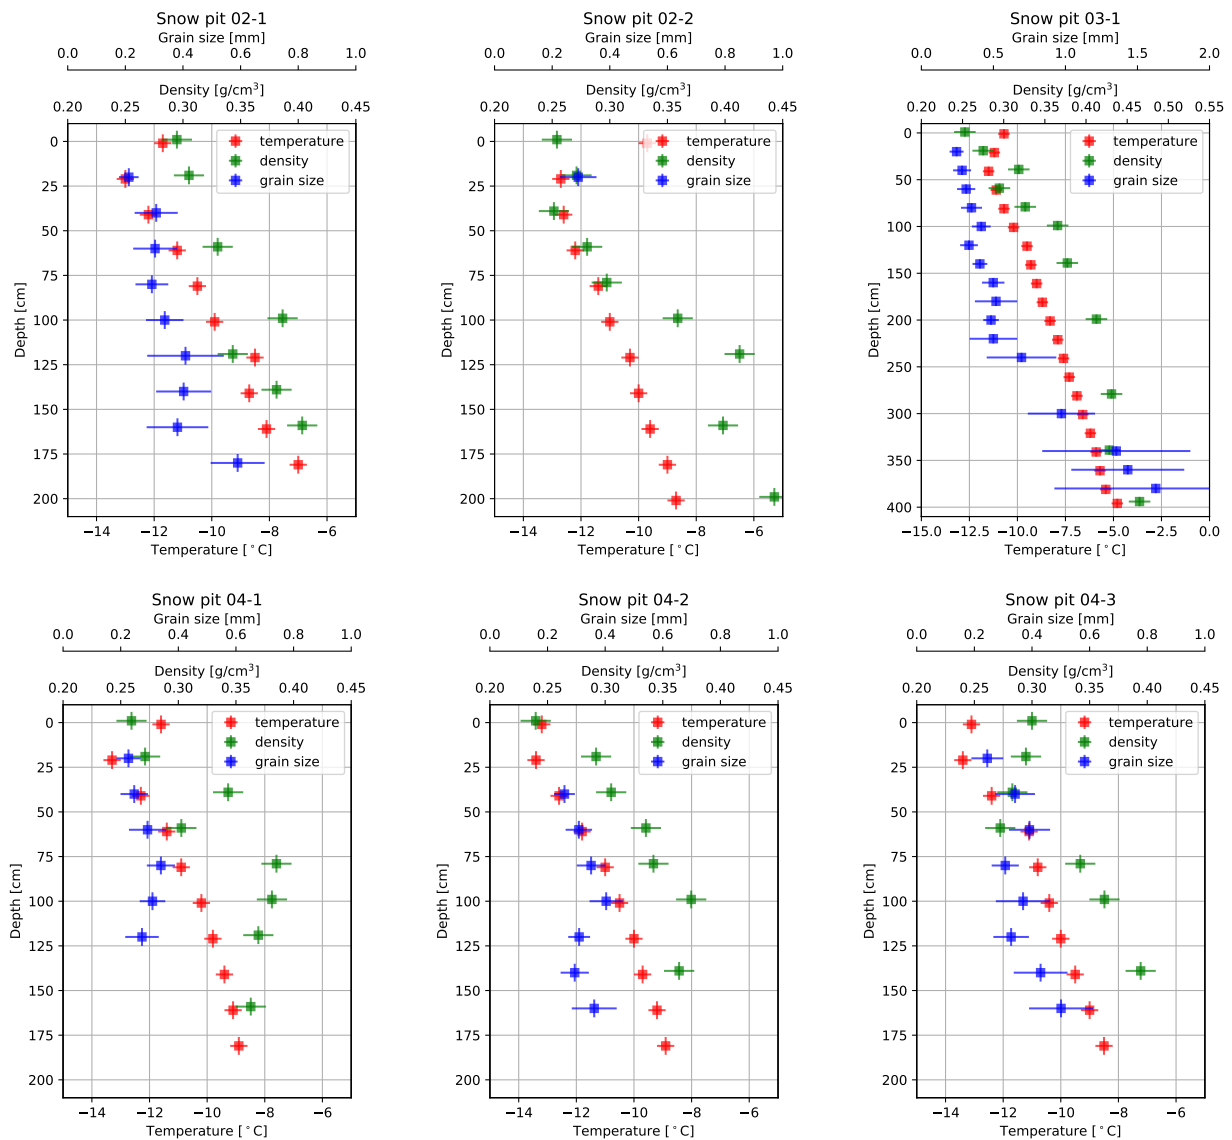 Snow pit 02-1
Grain size [mm]
0.0 0.2 0.4 0.6 0.8 1.0
Density [g/cm³]
0.20 0.25 0.30 0.35 0.40 0.45
temperature
density
grain size
Depth [cm]
0
25
50
75
100
125
150
175
200
−14 −12 −10 −8 −6
Temperature [°C]
Snow pit 02-2
Grain size [mm]
0.0 0.2 0.4 0.6 0.8 1.0
Density [g/cm³]
0.20 0.25 0.30 0.35 0.40 0.45
temperature
density
grain size
Depth [cm]
0
25
50
75
100
125
150
175
200
−14 −12 −10 −8 −6
Temperature [°C]
Snow pit 03-1
Grain size [mm]
0.0 0.5 1.0 1.5 2.0
Density [g/cm³]
0.20 0.25 0.30 0.35 0.40 0.45 0.50 0.55
temperature
density
grain size
Depth [cm]
0
50
100
150
200
250
300
350
400
−15.0 −12.5 −10.0 −7.5 −5.0 −2.5 0.0
Temperature [°C]
Snow pit 04-1
Grain size [mm]
0.0 0.2 0.4 0.6 0.8 1.0
Density [g/cm³]
0.20 0.25 0.30 0.35 0.40 0.45
temperature
density
grain size
Depth [cm]
0
25
50
75
100
125
150
175
200
−14 −12 −10 −8 −6
Temperature [°C]
Snow pit 04-2
Grain size [mm]
0.0 0.2 0.4 0.6 0.8 1.0
Density [g/cm³]
0.20 0.25 0.30 0.35 0.40 0.45
temperature
density
grain size
Depth [cm]
0
25
50
75
100
125
150
175
200
−14 −12 −10 −8 −6
Temperature [°C]
Snow pit 04-3
Grain size [mm]
0.0 0.2 0.4 0.6 0.8 1.0
Density [g/cm³]
0.20 0.25 0.30 0.35 0.40 0.45
temperature
density
grain size
Depth [cm]
0
25
50
75
100
125
150
175
200
−14 −12 −10 −8 −6
Temperature [°C]